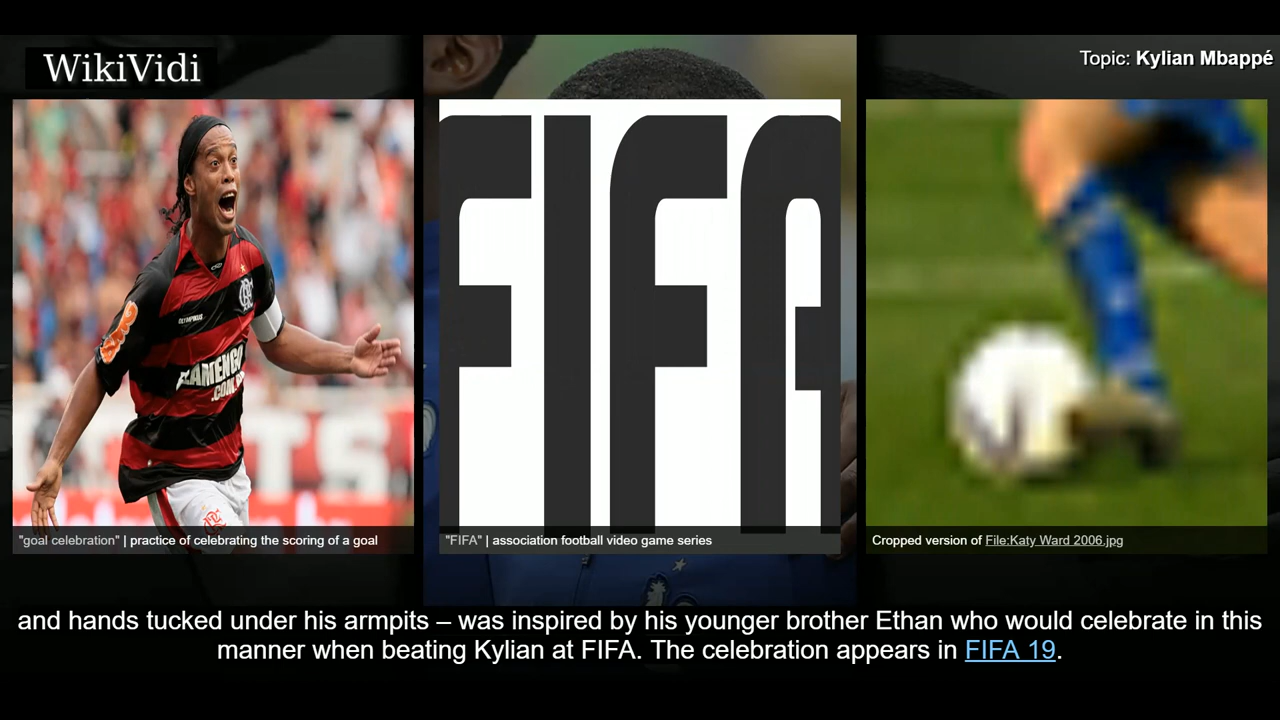 WikiVidi
Topic: Kylian Mbappé
OLYMPIKUS
FLAMENGO
FIFA
"goal celebration" | practice of celebrating the scoring of a goal
"FIFA" | association football video game series
Cropped version of File:Katy Ward 2006.jpg
and hands tucked under his armpits – was inspired by his younger brother Ethan who would celebrate in this
manner when beating Kylian at FIFA. The celebration appears in FIFA 19.